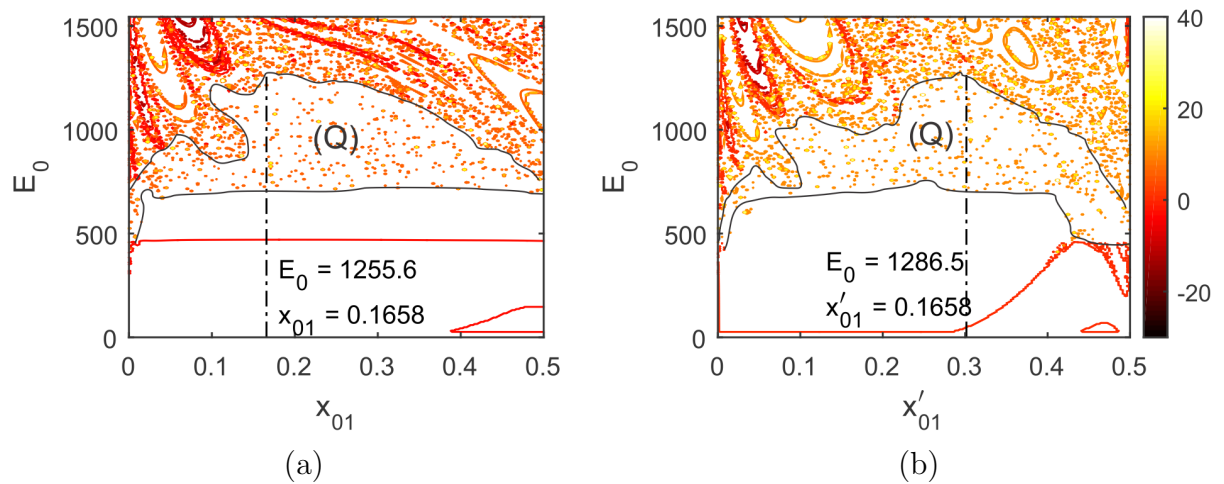 1500
1000
500
0
E0
(Q)
E0 = 1255.6
x01 = 0.1658
0 0.1 0.2 0.3 0.4 0.5
x01
(a)
1500
1000
500
0
E0
(Q)
E0 = 1286.5
x′01 = 0.1658
0 0.1 0.2 0.3 0.4 0.5
x′01
(b)
40
20
0
-20